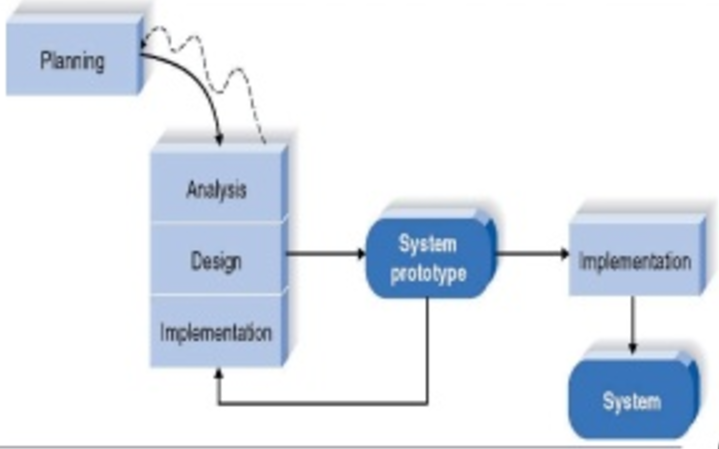 Planning
Analysis
Design
Implementation
System
prototype
Implementation
System